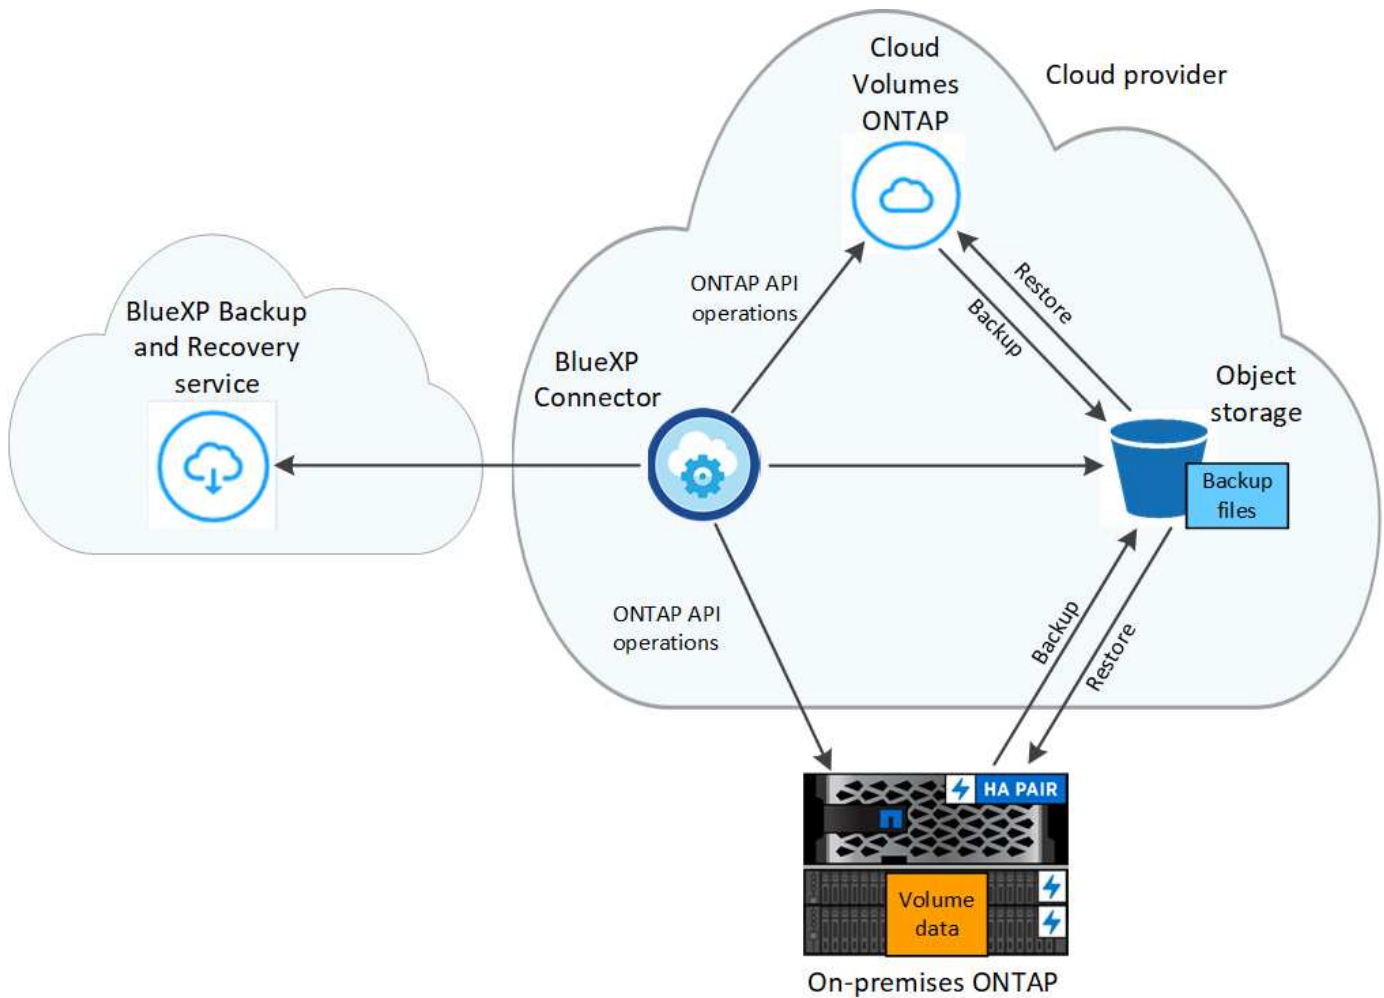 Cloud
Volumes
ONTAP
Cloud provider
ONTAP API
operations
Restore
Backup
BlueXP Backup
and Recovery
service
BlueXP
Connector
Object
storage
Backup
files
ONTAP API
operations
Backup
Restore
HA PAIR
Volume
data
On-premises ONTAP